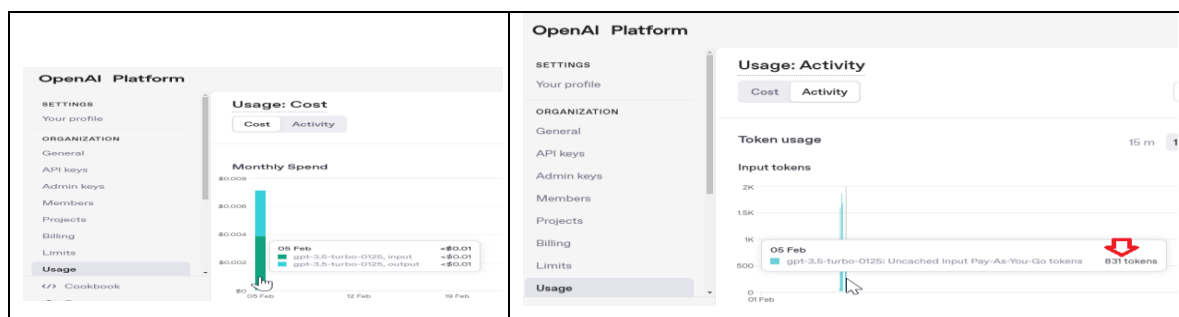 OpenAI Platform
SETTINGS
Your profile
ORGANIZATION
General
API keys
Admin keys
Members
Projects
Billing
Limits
Usage
Cookbook
Usage: Cost
Cost Activity
Monthly Spend
$0.008
$0.006
$0.004
$0.002
$0
05 Feb <$0.01
gpt-3.5-turbo-0125, input <$0.01
gpt-3.5-turbo-0125, output <$0.01
05 Feb 12 Feb 19 Feb
OpenAI Platform
SETTINGS
Your profile
ORGANIZATION
General
API keys
Admin keys
Members
Projects
Billing
Limits
Usage
Usage: Activity
Cost Activity
Token usage 15 m 1
Input tokens
2K
1.5K
1K
500
0
05 Feb
gpt-3.5-turbo-0125: Uncached Input Pay-As-You-Go tokens 831 tokens
01 Feb